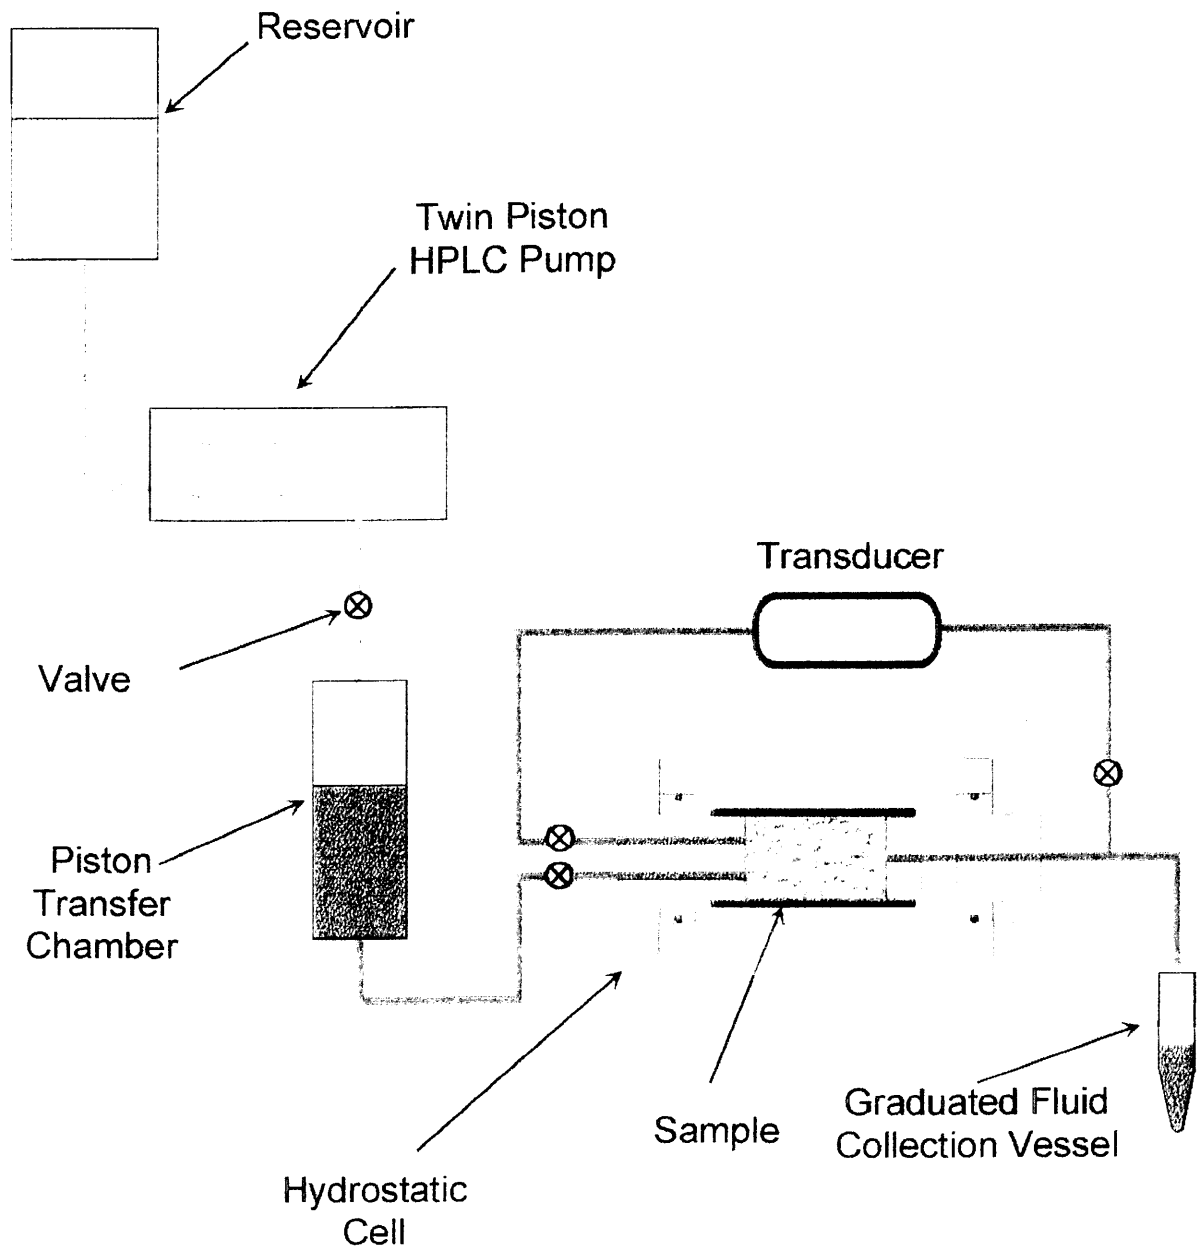 Reservoir
Twin Piston
HPLC Pump
Transducer
Valve
Piston
Transfer
Chamber
Sample
Graduated Fluid
Collection Vessel
Hydrostatic
Cell